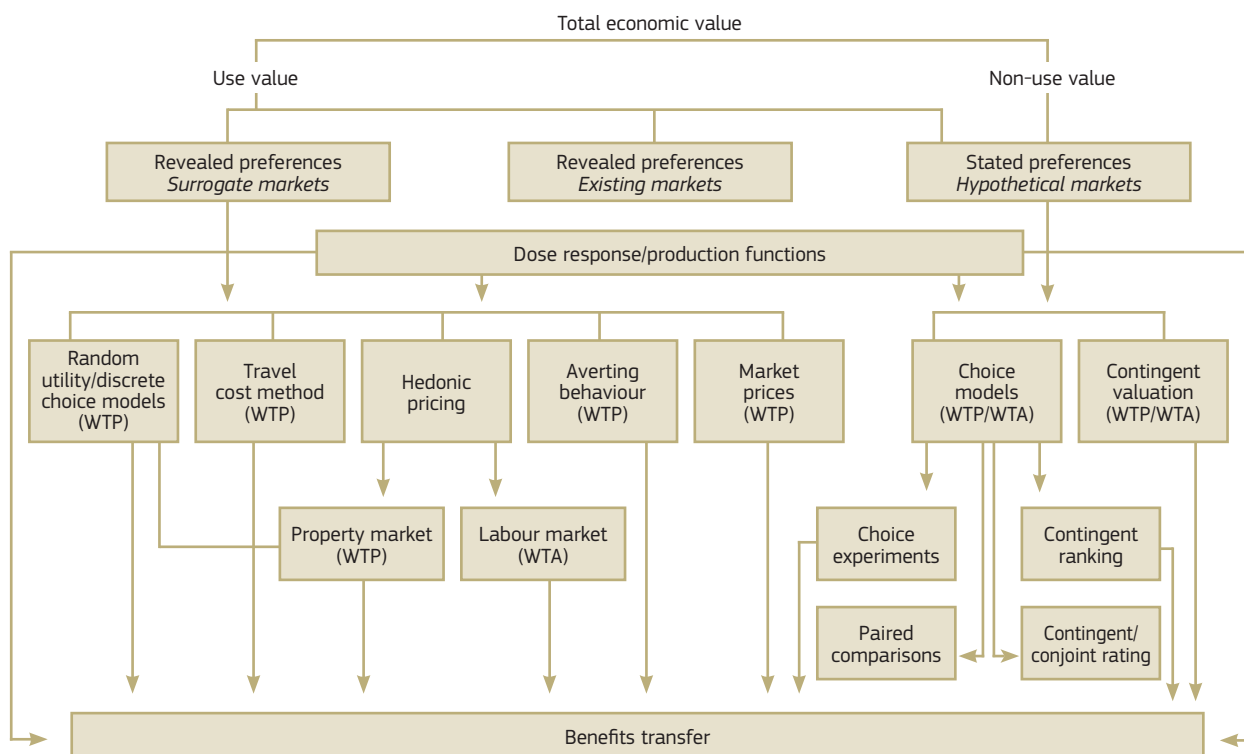 Total economic value
Use value
Non-use value
Revealed preferences
Surrogate markets
Revealed preferences
Existing markets
Stated preferences
Hypothetical markets
Dose response/production functions
Random
utility/discrete
choice models
(WTP)
Travel
cost method
(WTP)
Hedonic
pricing
Averting
behaviour
(WTP)
Market
prices
(WTP)
Choice
models
(WTP/WTA)
Contingent
valuation
(WTP/WTA)
Property market
(WTP)
Labour market
(WTA)
Choice
experiments
Contingent
ranking
Paired
comparisons
Contingent/
conjoint rating
Benefits transfer